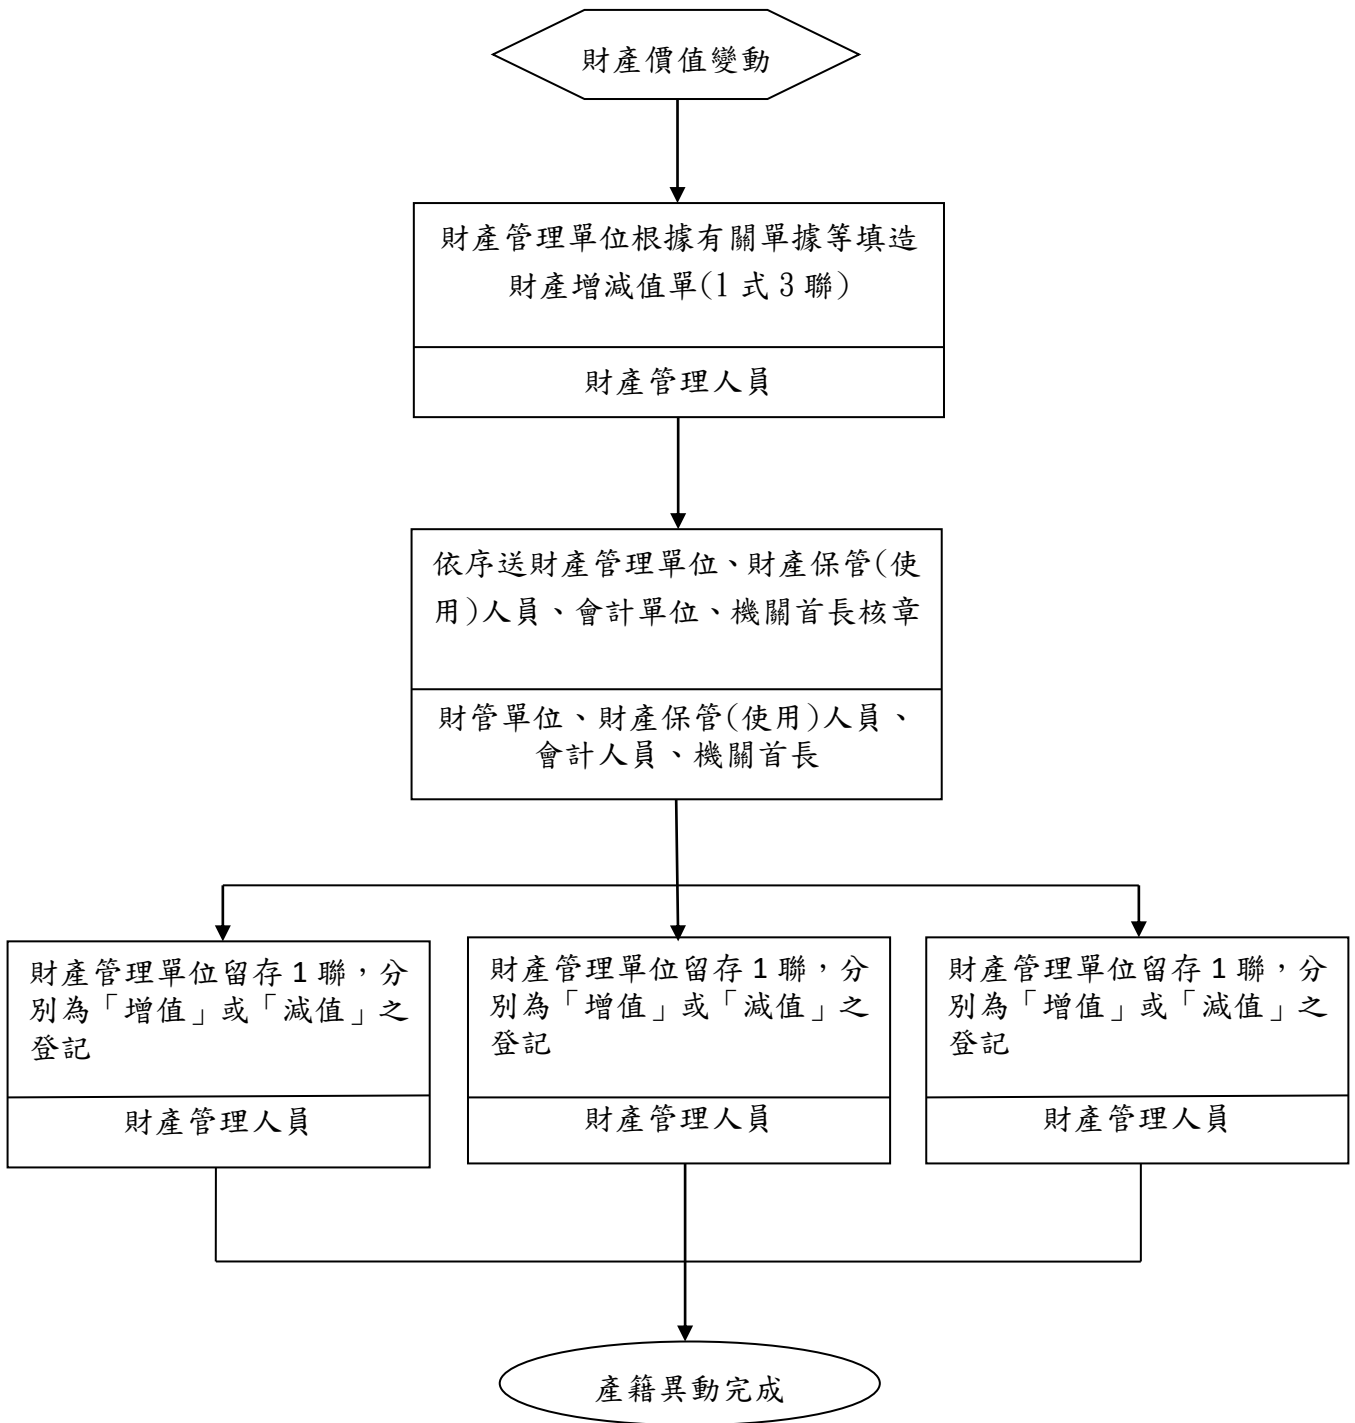 財產價值變動
財產管理單位根據有關單據等填造
財產增減值單(1 式 3 聯)
財產管理人員
依序送財產管理單位、財產保管(使
用)人員、會計單位、機關首長核章
財管單位、財產保管(使用)人員、
會計人員、機關首長
財產管理單位留存 1 聯，分
別為「增值」或「減值」之
登記
財產管理人員
財產管理單位留存 1 聯，分
別為「增值」或「減值」之
登記
財產管理人員
財產管理單位留存 1 聯，分
別為「增值」或「減值」之
登記
財產管理人員
產籍異動完成